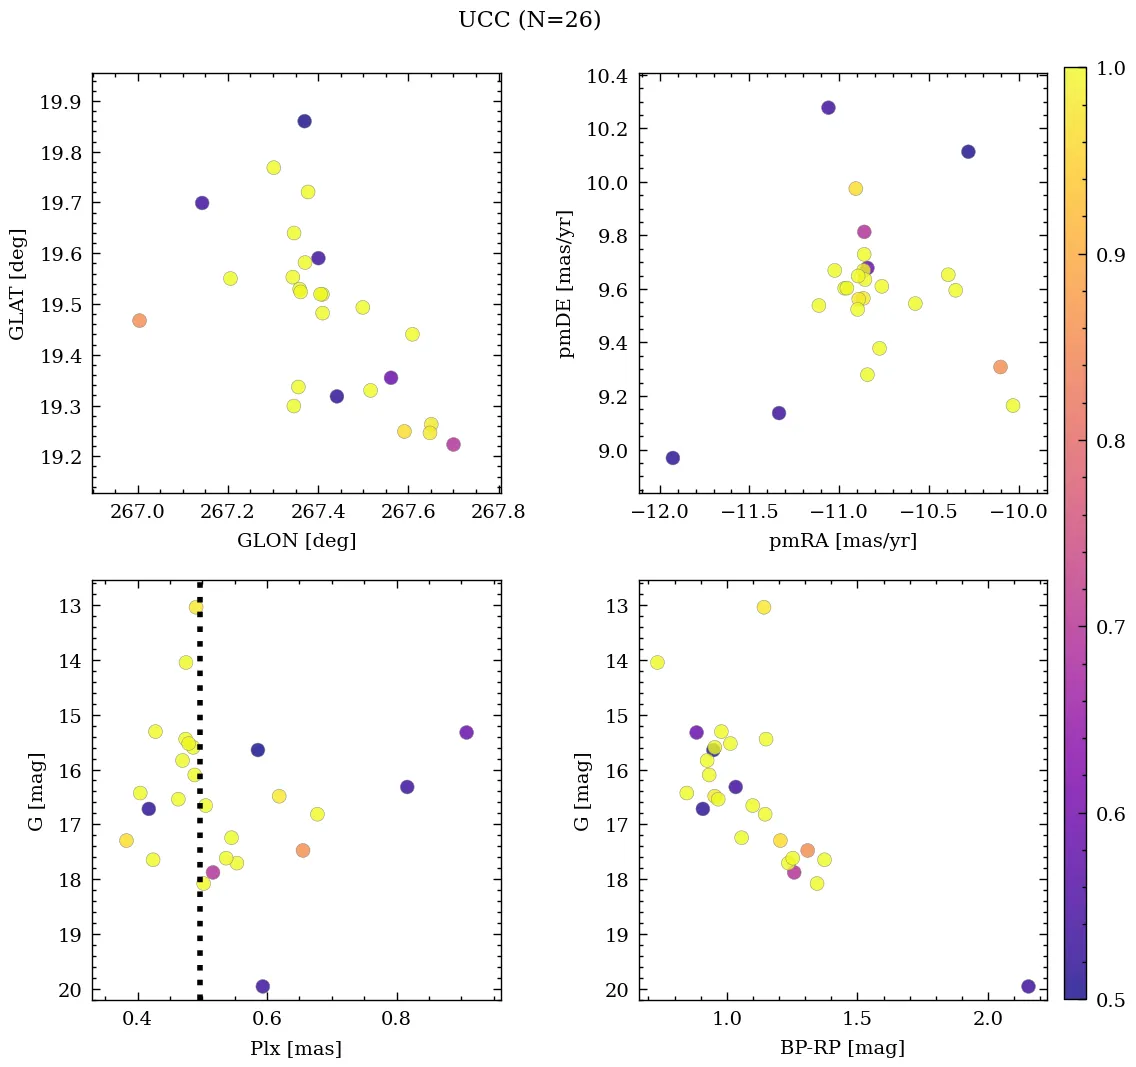 UCC (N=26)
19.9
19.8
19.7
19.6
19.5
19.4
19.3
19.2
GLAT [deg]
267.0 267.2 267.4 267.6 267.8
GLON [deg]
10.4
10.2
10.0
9.8
9.6
9.4
9.2
9.0
pmDE [mas/yr]
−12.0 −11.5 −11.0 −10.5 −10.0
pmRA [mas/yr]
13
14
15
16
17
18
19
20
G [mag]
0.4 0.6 0.8
Plx [mas]
13
14
15
16
17
18
19
20
G [mag]
1.0 1.5 2.0
BP-RP [mag]
1.0
0.9
0.8
0.7
0.6
0.5